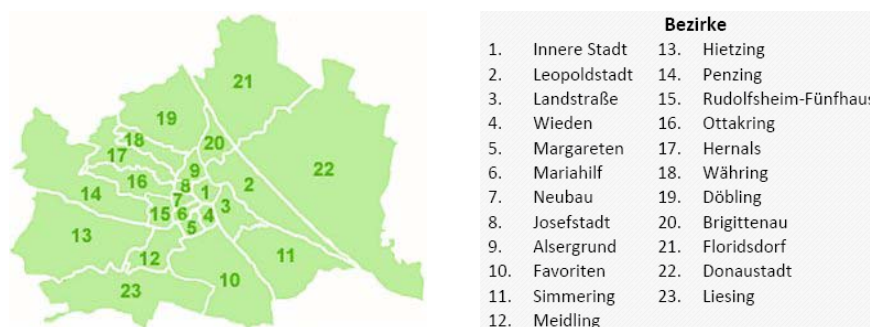 21
19
18
20
17
9
16
8
1
2
22
14
7
3
15
6
4
5
13
12
11
10
23
Bezirke
1. Innere Stadt 13. Hietzing
2. Leopoldstadt 14. Penzing
3. Landstraße 15. Rudolfsheim-Fünfhaus
4. Wieden 16. Ottakring
5. Margareten 17. Hernals
6. Mariahilf 18. Währing
7. Neubau 19. Döbling
8. Josefstadt 20. Brigittenau
9. Alsergrund 21. Floridsdorf
10. Favoriten 22. Donaustadt
11. Simmering 23. Liesing
12. Meidling